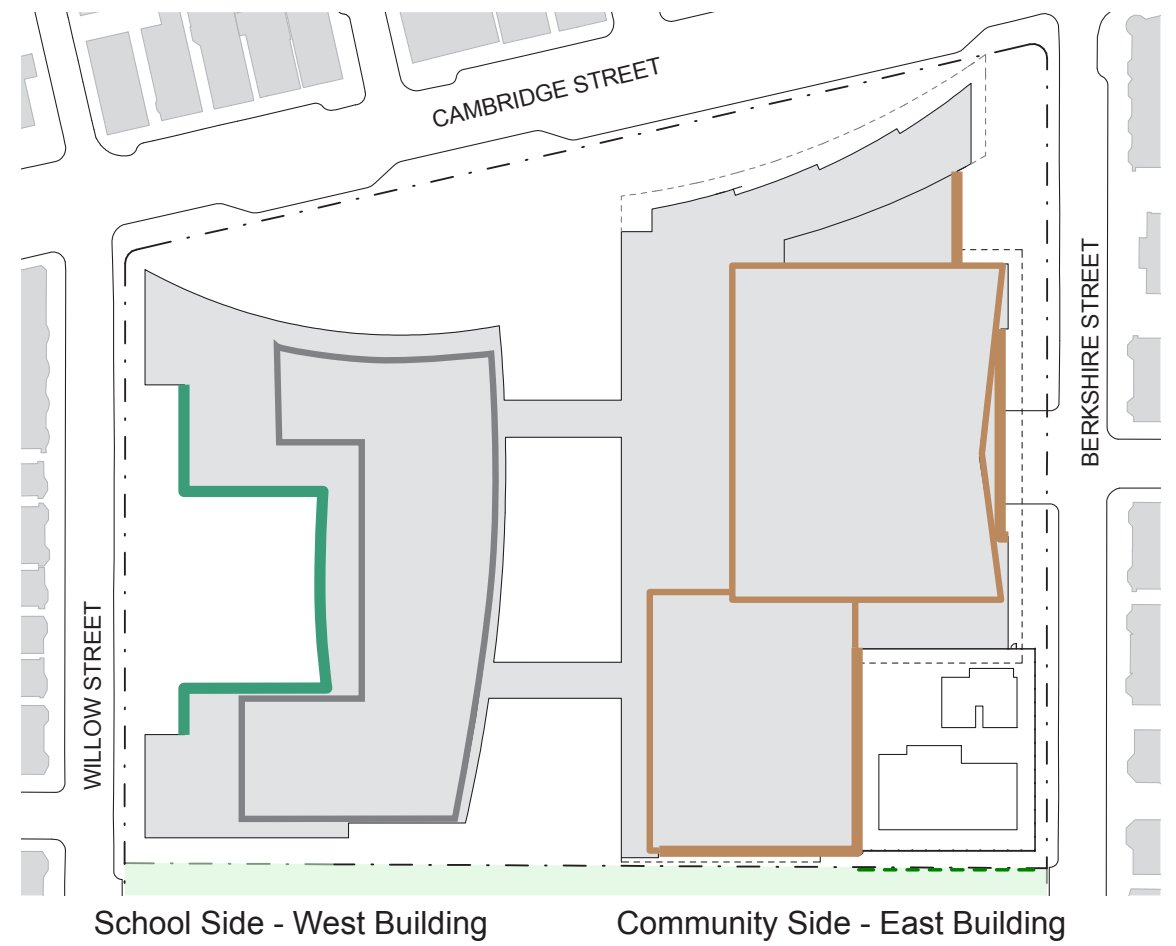 CAMBRIDGE STREET
BERKSHIRE STREET
WILLOW STREET
School Side - West Building
Community Side - East Building